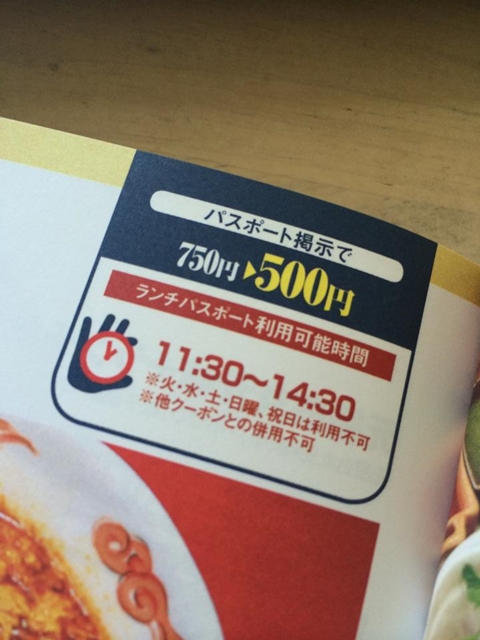 パスポート掲示で
750円▶500円
ランチパスポート利用可能時間
11:30〜14:30
※火・水・土・日曜、祝日は利用不可
※他クーポンとの併用不可